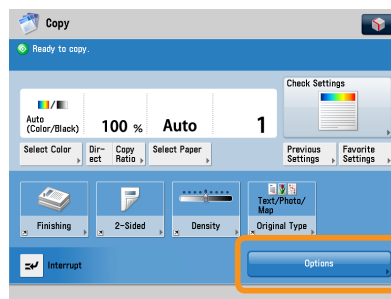 Copy
Ready to copy.
Check Settings
Auto
(Color/Black)
100 %
Auto
1
Select Color
Dir-
ect
Copy
Ratio
Select Paper
Previous
Settings
Favorite
Settings
Finishing
2-Sided
Density
Text/Photo/
Map
Original Type
Interrupt
Options